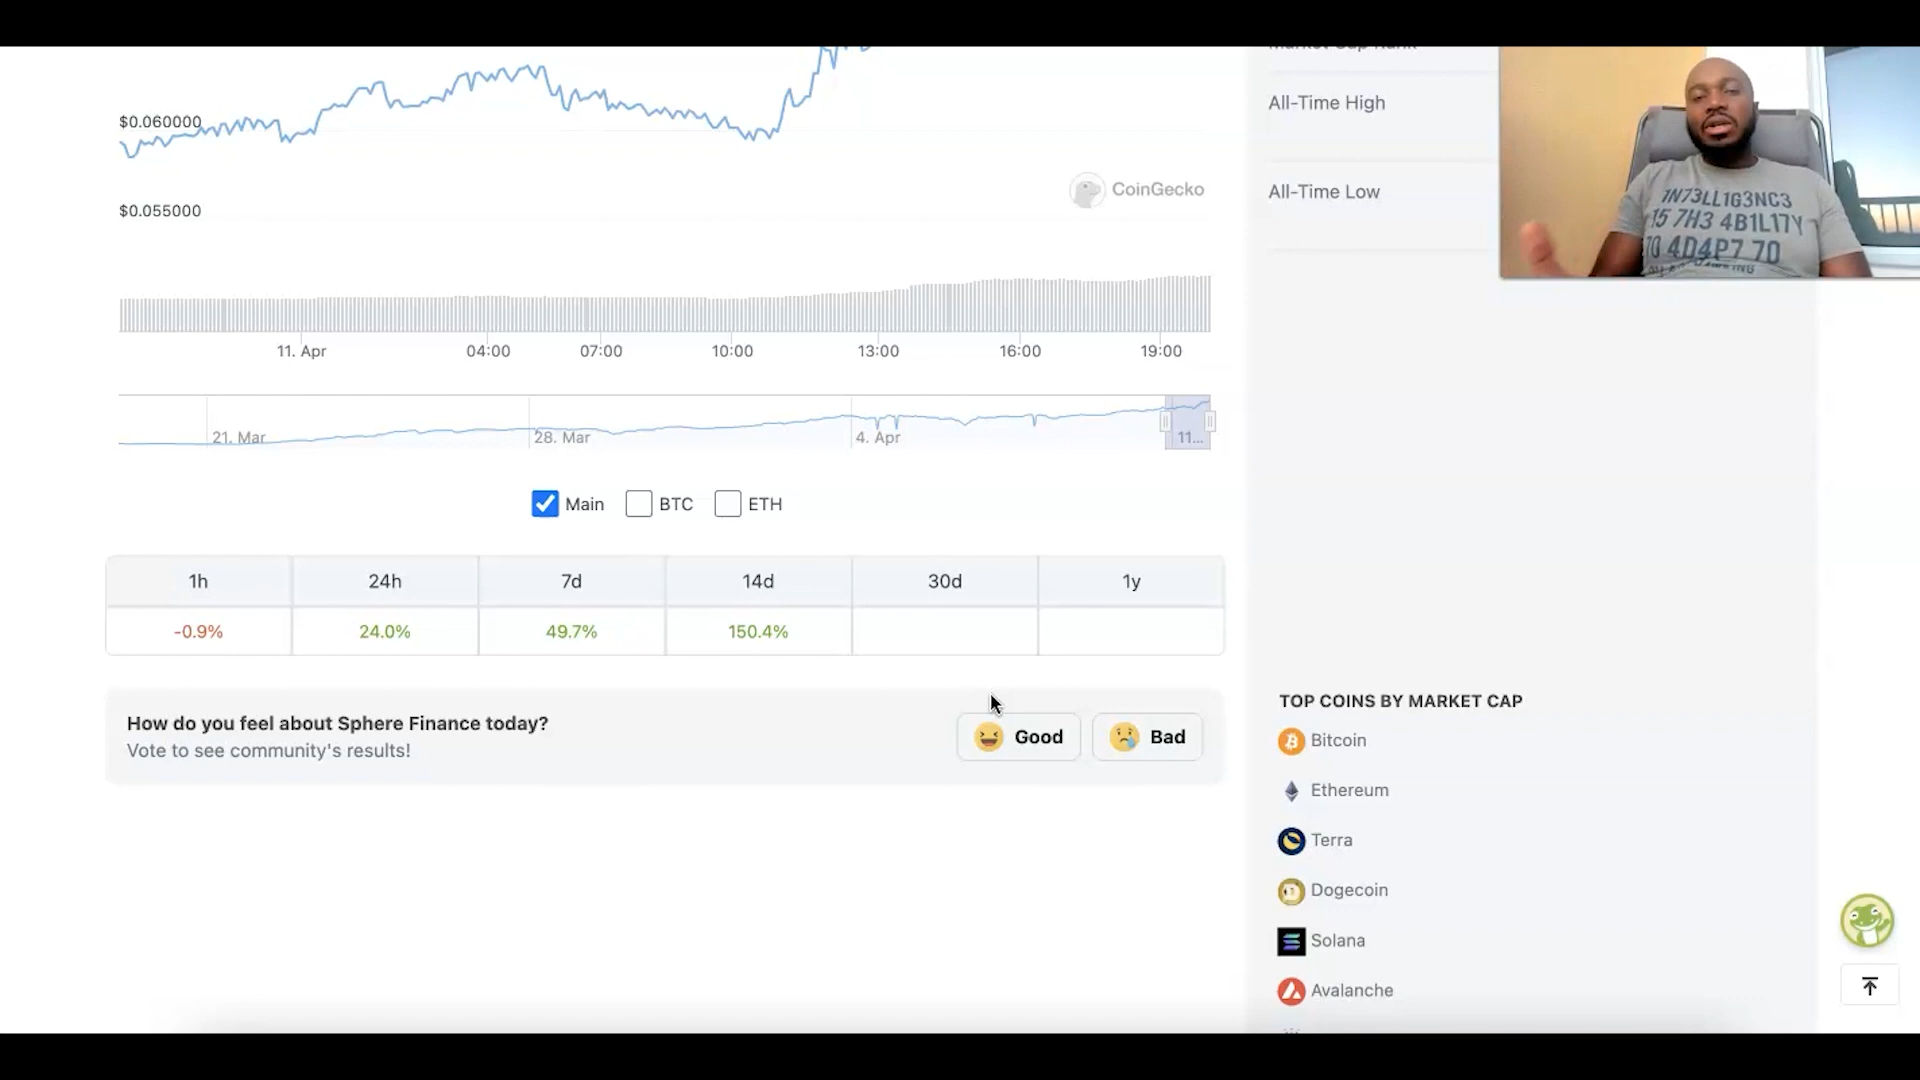 $0.060000
$0.055000
CoinGecko
11. Apr 04:00 07:00 10:00 13:00 16:00 19:00
21. Mar 28. Mar 4. Apr 11...
Main BTC ETH
1h 24h 7d 14d 30d 1y
-0.9% 24.0% 49.7% 150.4%
How do you feel about Sphere Finance today?
Vote to see community's results!
Good Bad
Market Cap Rank
All-Time High
All-Time Low
1N73LL1G3NC3
15 7H3 4B1L17Y
70 4D4P7 70
TOP COINS BY MARKET CAP
Bitcoin
Ethereum
Terra
Dogecoin
Solana
Avalanche